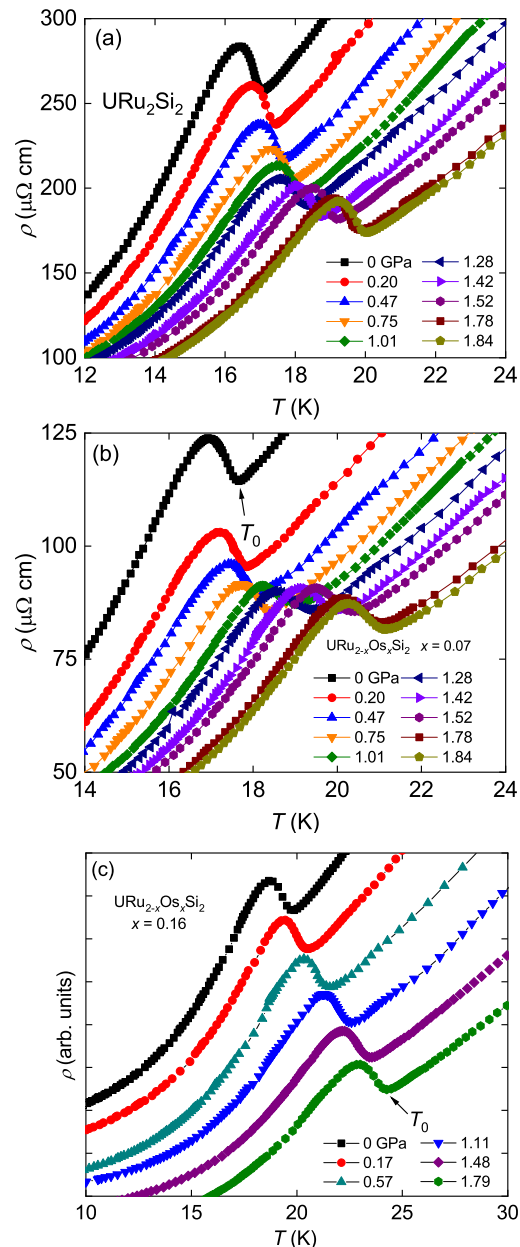 (a)
URu2Si2
300
250
200
150
100
ρ (μΩ cm)
0 GPa
0.20
0.47
0.75
1.01
1.28
1.42
1.52
1.78
1.84
12 14 16 18 20 22 24
T (K)
(b)
125
100
75
50
ρ (μΩ cm)
T0
URu2-xOsxSi2 x = 0.07
0 GPa
0.20
0.47
0.75
1.01
1.28
1.42
1.52
1.78
1.84
14 16 18 20 22 24
T (K)
(c)
URu2-xOsxSi2
x = 0.16
ρ (arb. units)
T0
0 GPa
0.17
0.57
1.11
1.48
1.79
10 15 20 25 30
T (K)